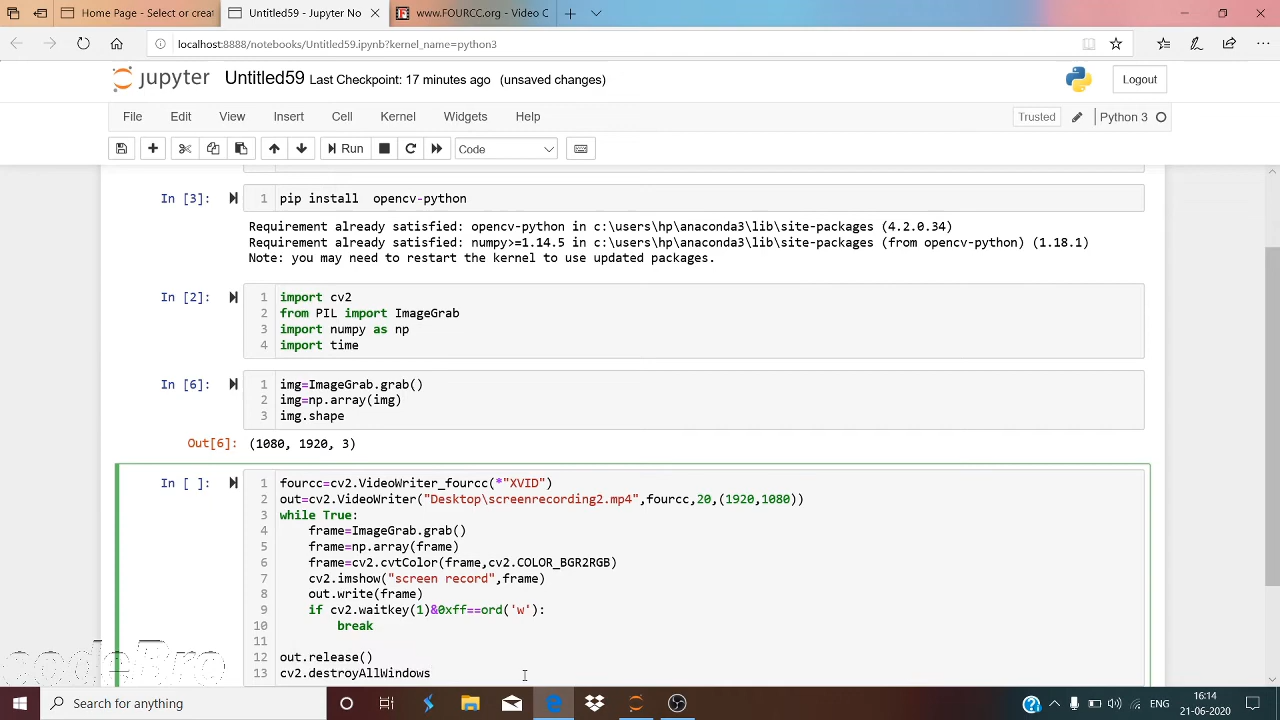 Home Page - Select or creat
Untitled59 - Jupyter No
www.FOURCC.org - Video C
localhost:8888/notebooks/Untitled59.ipynb?kernel_name=python3
jupyter Untitled59 Last Checkpoint: 17 minutes ago (unsaved changes)
Logout
File Edit View Insert Cell Kernel Widgets Help
Trusted Python 3
Run Code
In [3]: 1 pip install  opencv-python
Requirement already satisfied: opencv-python in c:\users\hp\anaconda3\lib\site-packages (4.2.0.34)
Requirement already satisfied: numpy>=1.14.5 in c:\users\hp\anaconda3\lib\site-packages (from opencv-python) (1.18.1)
Note: you may need to restart the kernel to use updated packages.
In [2]: 1 import cv2
2 from PIL import ImageGrab
3 import numpy as np
4 import time
In [6]: 1 img=ImageGrab.grab()
2 img=np.array(img)
3 img.shape
Out[6]: (1080, 1920, 3)
In [ ]: 1 fourcc=cv2.VideoWriter_fourcc(*"XVID")
2 out=cv2.VideoWriter("Desktop\screenrecording2.mp4",fourcc,20,(1920,1080))
3 while True:
4 frame=ImageGrab.grab()
5 frame=np.array(frame)
6 frame=cv2.cvtColor(frame,cv2.COLOR_BGR2RGB)
7 cv2.imshow("screen record",frame)
8 out.write(frame)
9 if cv2.waitkey(1)&0xff==ord('w'):
10 break
11
12 out.release()
13 cv2.destroyAllWindows
Search for anything
ENG
16:14
21-06-2020